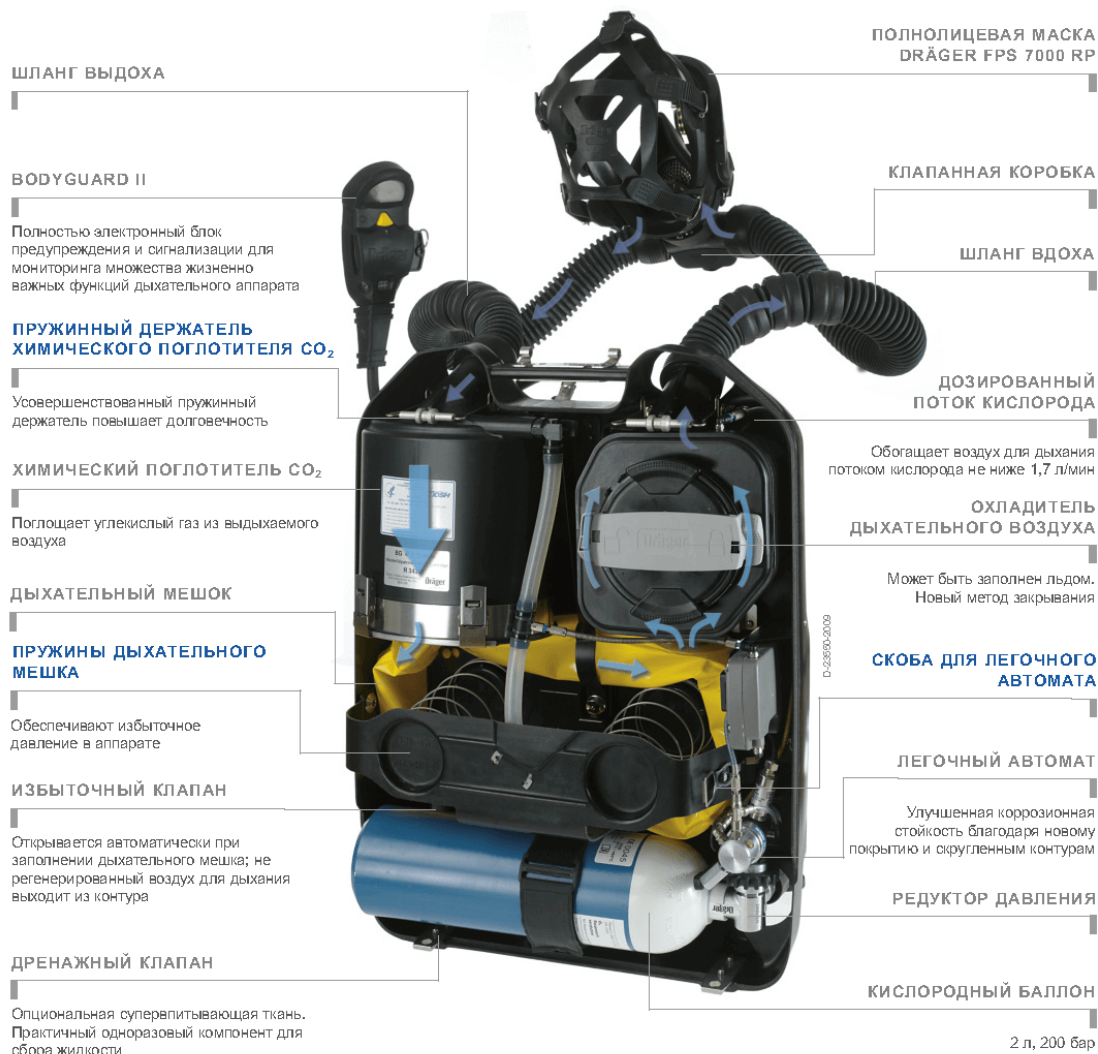 ШЛАНГ ВЫДОХА
BODYGUARD II
Полностью электронный блок
предупреждения и сигнализации для
мониторинга множества жизненно
важных функций дыхательного аппарата
ПРУЖИННЫЙ ДЕРЖАТЕЛЬ
ХИМИЧЕСКОГО ПОГЛОТИТЕЛЯ CO₂
Усовершенствованный пружинный
держатель повышает долговечность
ХИМИЧЕСКИЙ ПОГЛОТИТЕЛЬ CO₂
Поглощает углекислый газ из выдыхаемого
воздуха
ДЫХАТЕЛЬНЫЙ МЕШОК
ПРУЖИНЫ ДЫХАТЕЛЬНОГО
МЕШКА
Обеспечивают избыточное
давление в аппарате
ИЗБЫТОЧНЫЙ КЛАПАН
Открывается автоматически при
заполнении дыхательного мешка; не
регенерированный воздух для дыхания
выходит из контура
ДРЕНАЖНЫЙ КЛАПАН
Опциональная супервпитывающая ткань.
Практичный одноразовый компонент для
сбора жидкости
ПОЛНОЛИЦЕВАЯ МАСКА
DRÄGER FPS 7000 RP
КЛАПАННАЯ КОРОБКА
ШЛАНГ ВДОХА
ДОЗИРОВАННЫЙ
ПОТОК КИСЛОРОДА
Обогащает воздух для дыхания
потоком кислорода не ниже 1,7 л/мин
ОХЛАДИТЕЛЬ
ДЫХАТЕЛЬНОГО ВОЗДУХА
Может быть заполнен льдом.
Новый метод закрывания
D-23560-2009
СКОБА ДЛЯ ЛЕГОЧНОГО
АВТОМАТА
ЛЕГОЧНЫЙ АВТОМАТ
Улучшенная коррозионная
стойкость благодаря новому
покрытию и скругленным контурам
РЕДУКТОР ДАВЛЕНИЯ
КИСЛОРОДНЫЙ БАЛЛОН
2 л, 200 бар
Dräger
Dräger
Dräger